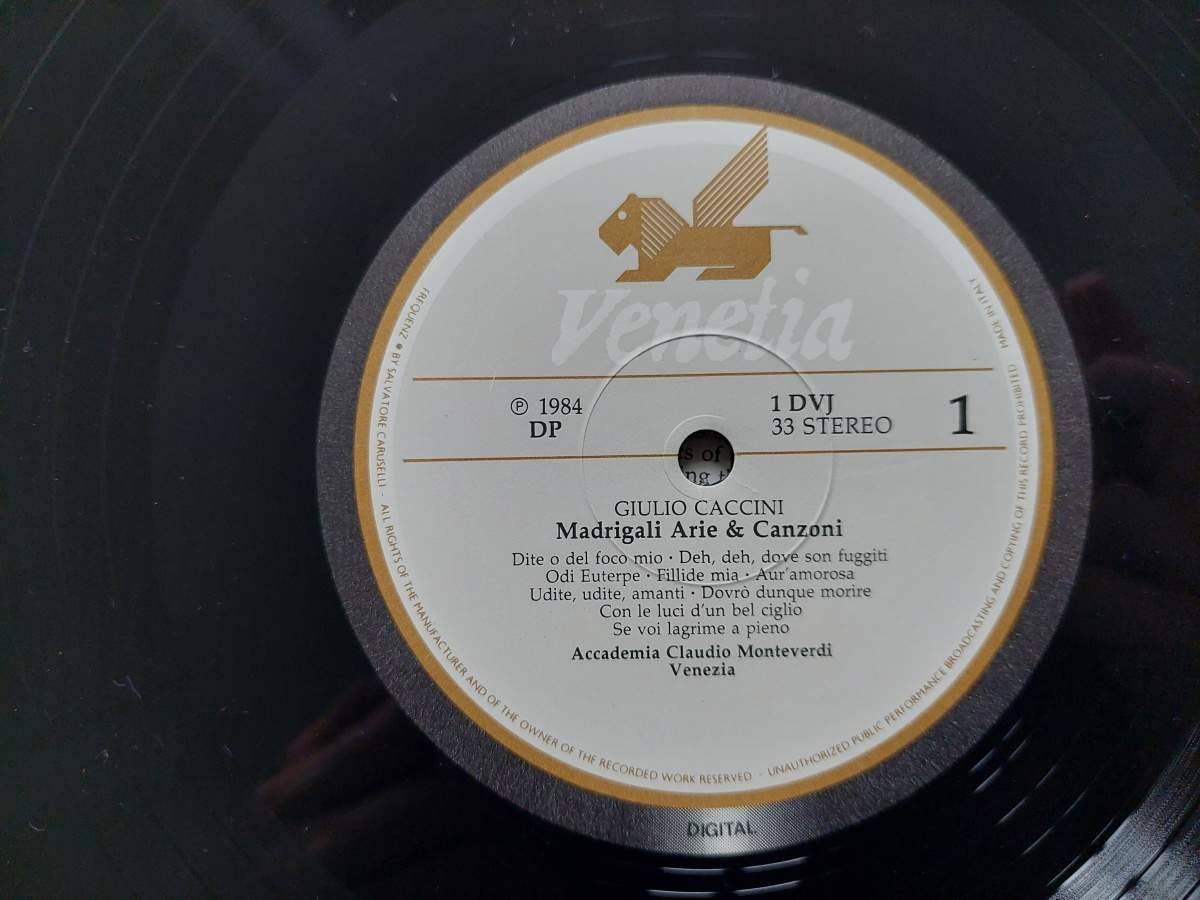 Venetia
℗ 1984
DP
1 DVJ
33 STEREO
1
s of
ng th
GIULIO CACCINI
Madrigali Arie & Canzoni
Dite o del foco mio · Deh, deh, dove son fuggiti
Odi Euterpe · Fillide mia · Aur'amorosa
Udite, udite, amanti · Dovrò dunque morire
Con le luci d'un bel ciglio
Se voi lagrime a pieno
Accademia Claudio Monteverdi
Venezia
FREQUENZ ● BY SALVATORE CARUSELLI · ALL RIGHTS OF THE MANUFACTURER AND OF THE OWNER OF THE RECORDED WORK RESERVED · UNAUTHORIZED PUBLIC PERFORMANCE BROADCASTING AND COPYING OF THIS RECORD PROHIBITED MADE IN ITALY
DIGITAL